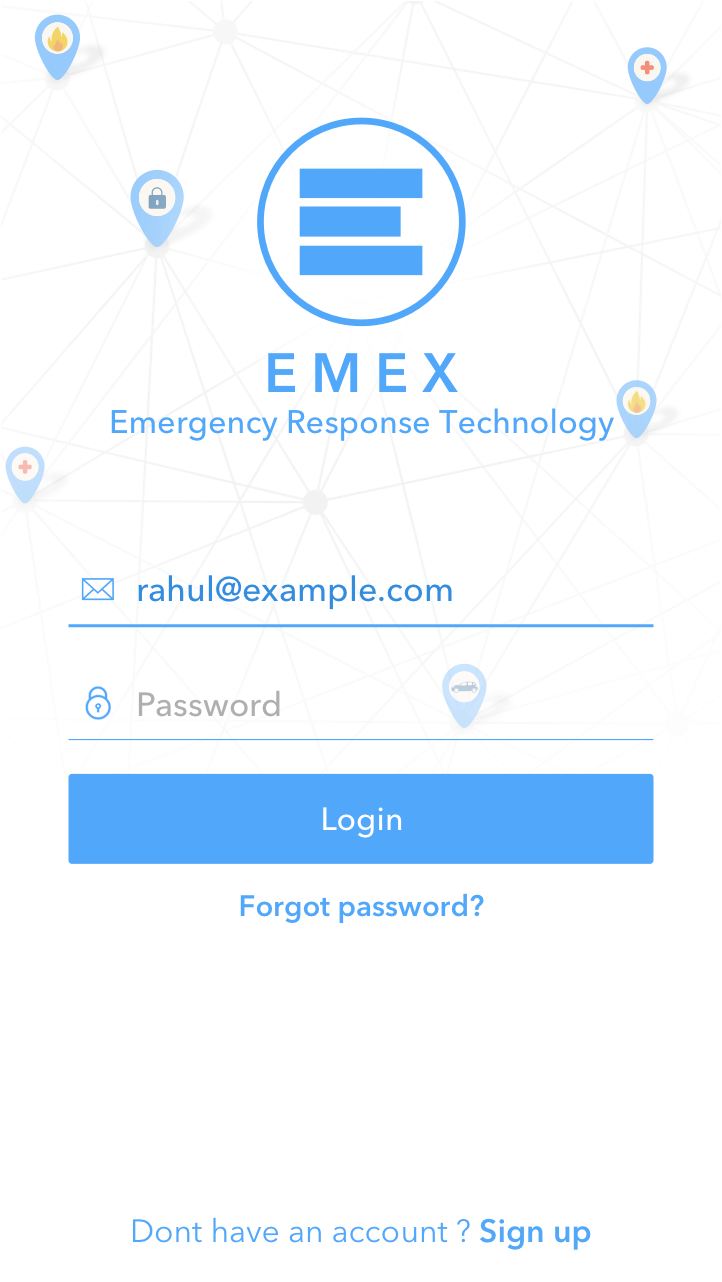 EMEX
Emergency Response Technology
rahul@example.com
Password
Login
Forgot password?
Dont have an account ? Sign up